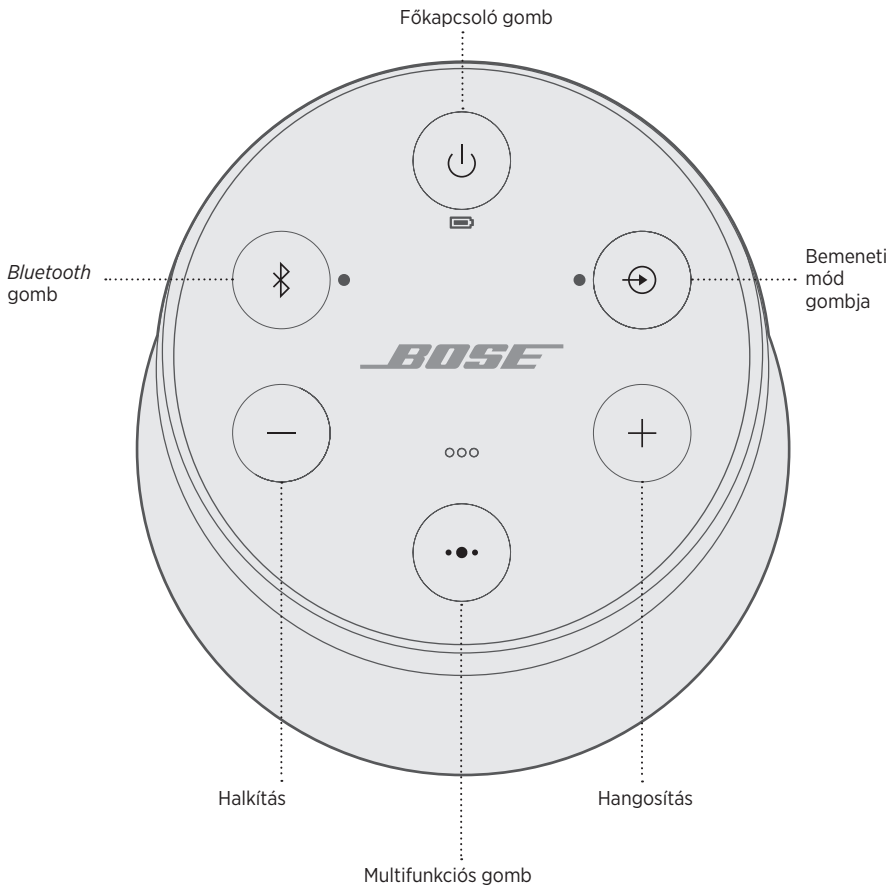 Főkapcsoló gomb
Bluetooth
gomb
Bemeneti
mód
gombja
BOSE
Halkítás
Hangosítás
Multifunkciós gomb